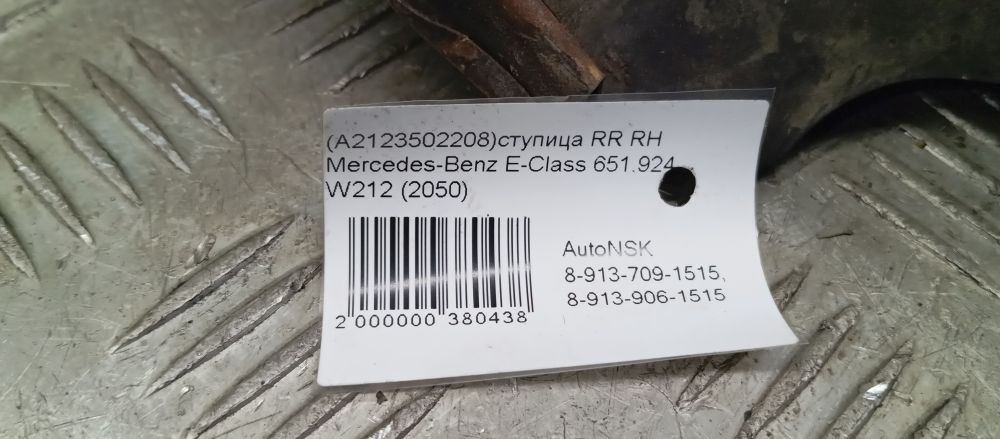 (A2123502208)ступица RR RH
Mercedes-Benz E-Class 651.924
W212 (2050)
AutoNSK
8-913-709-1515,
8-913-906-1515
2 000000 380438